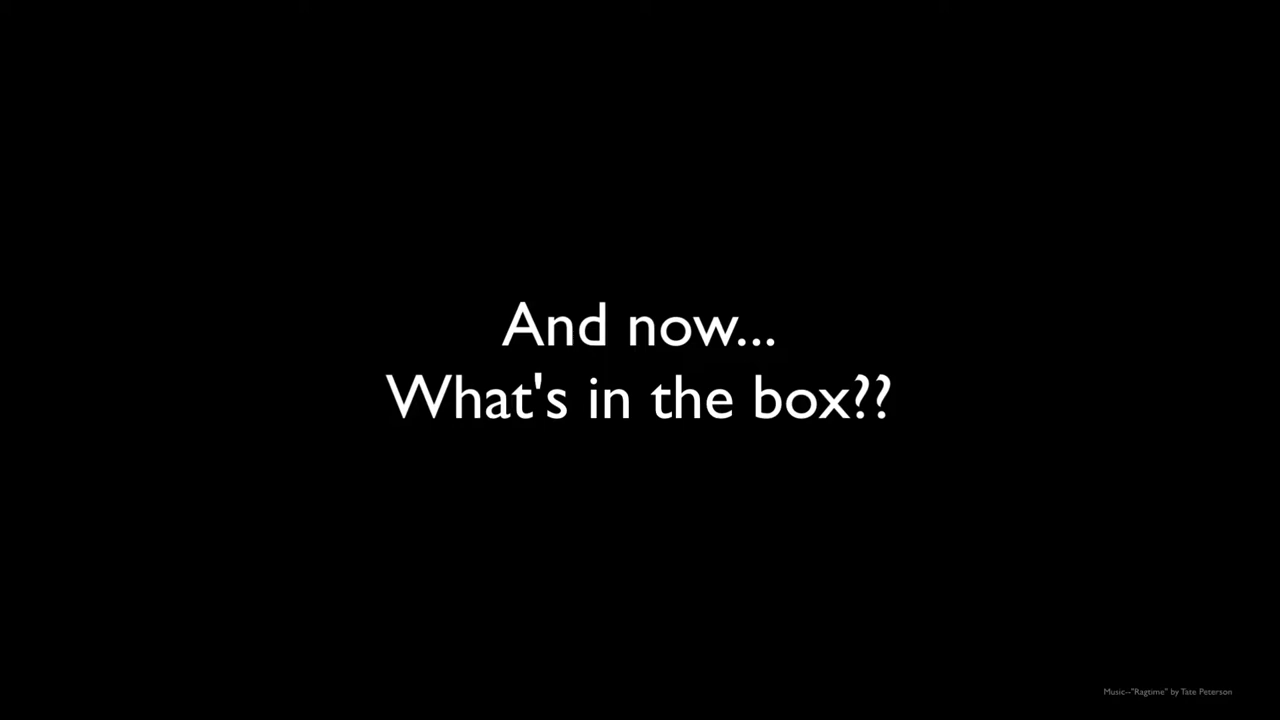 And now...
What's in the box??
Music--"Ragtime" by Tate Peterson